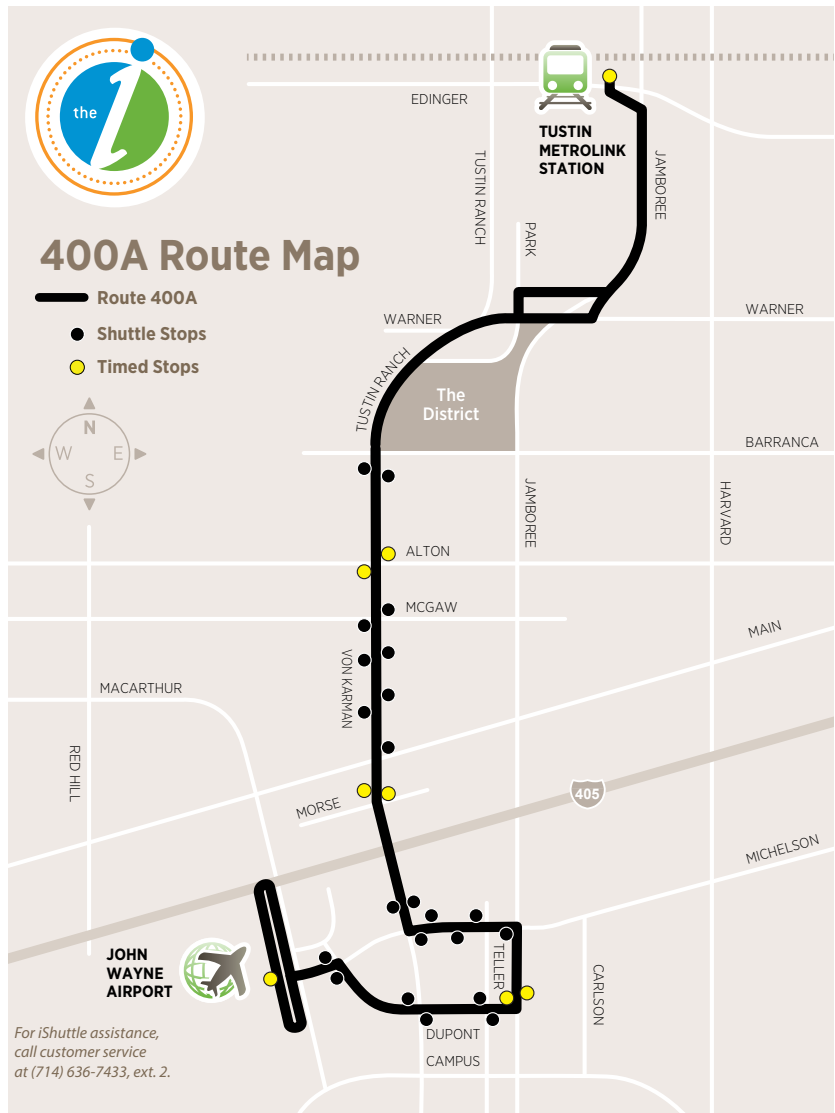 the
i
EDINGER
TUSTIN
METROLINK
STATION
TUSTIN RANCH
JAMBOREE
PARK
400A Route Map
Route 400A
Shuttle Stops
Timed Stops
WARNER
WARNER
TUSTIN RANCH
The
District
N
W E
S
BARRANCA
JAMBOREE
HARVARD
ALTON
MCGAW
MAIN
VON KARMAN
MACARTHUR
RED HILL
MORSE
405
MICHELSON
JOHN
WAYNE
AIRPORT
TELLER
CARLSON
DUPONT
CAMPUS
For iShuttle assistance,
call customer service
at (714) 636-7433, ext. 2.